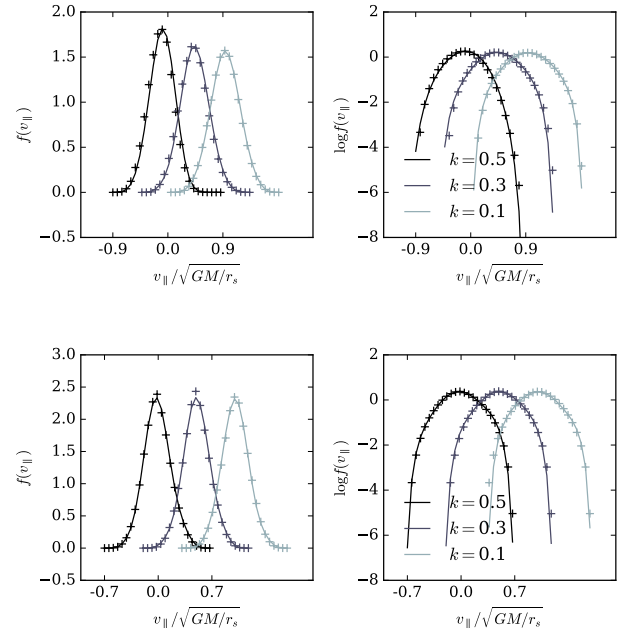 2.0
1.5
1.0
0.5
0.0
−0.5
f(v∥)
-0.9 0.0 0.9
v∥/√GM/r_s
2
0
−2
−4
−6
−8
log f(v∥)
k = 0.5
k = 0.3
k = 0.1
-0.9 0.0 0.9
v∥/√GM/r_s
3.0
2.5
2.0
1.5
1.0
0.5
0.0
−0.5
f(v∥)
-0.7 0.0 0.7
v∥/√GM/r_s
2
0
−2
−4
−6
−8
log f(v∥)
k = 0.5
k = 0.3
k = 0.1
-0.7 0.0 0.7
v∥/√GM/r_s